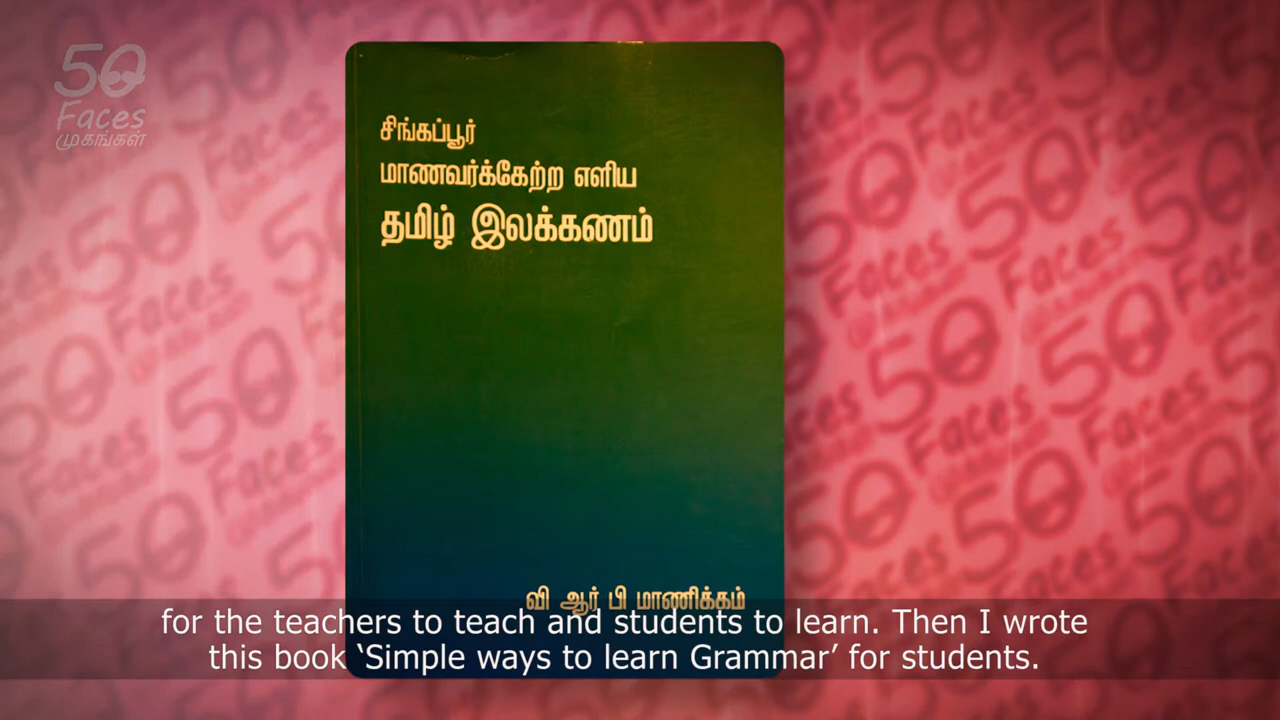 50
Faces
முகங்கள்
சிங்கப்பூர்
மாணவர்க்கேற்ற எளிய
தமிழ் இலக்கணம்
வி ஆர் பி மாணிக்கம்
for the teachers to teach and students to learn. Then I wrote
this book ‘Simple ways to learn Grammar’ for students.